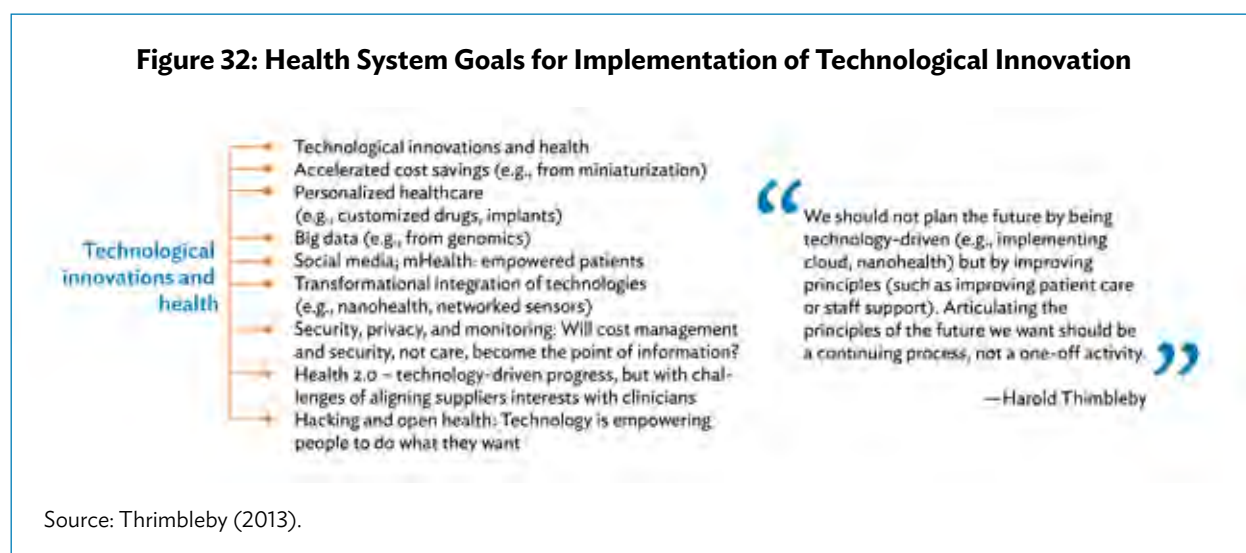 Figure 32: Health System Goals for Implementation of Technological Innovation
Technological
innovations and
health
Technological innovations and health
Accelerated cost savings (e.g., from miniaturization)
Personalized healthcare
(e.g., customized drugs, implants)
Big data (e.g., from genomics)
Social media; mHealth: empowered patients
Transformational integration of technologies
(e.g., nanohealth, networked sensors)
Security, privacy, and monitoring: Will cost management
and security, not care, become the point of information?
Health 2.0 – technology-driven progress, but with chal-
lenges of aligning suppliers interests with clinicians
Hacking and open health: Technology is empowering
people to do what they want
“
We should not plan the future by being
technology-driven (e.g., implementing
cloud, nanohealth) but by improving
principles (such as improving patient care
or staff support). Articulating the
principles of the future we want should be
a continuing process, not a one-off activity.
”
—Harold Thimbleby
Source: Thrimbleby (2013).